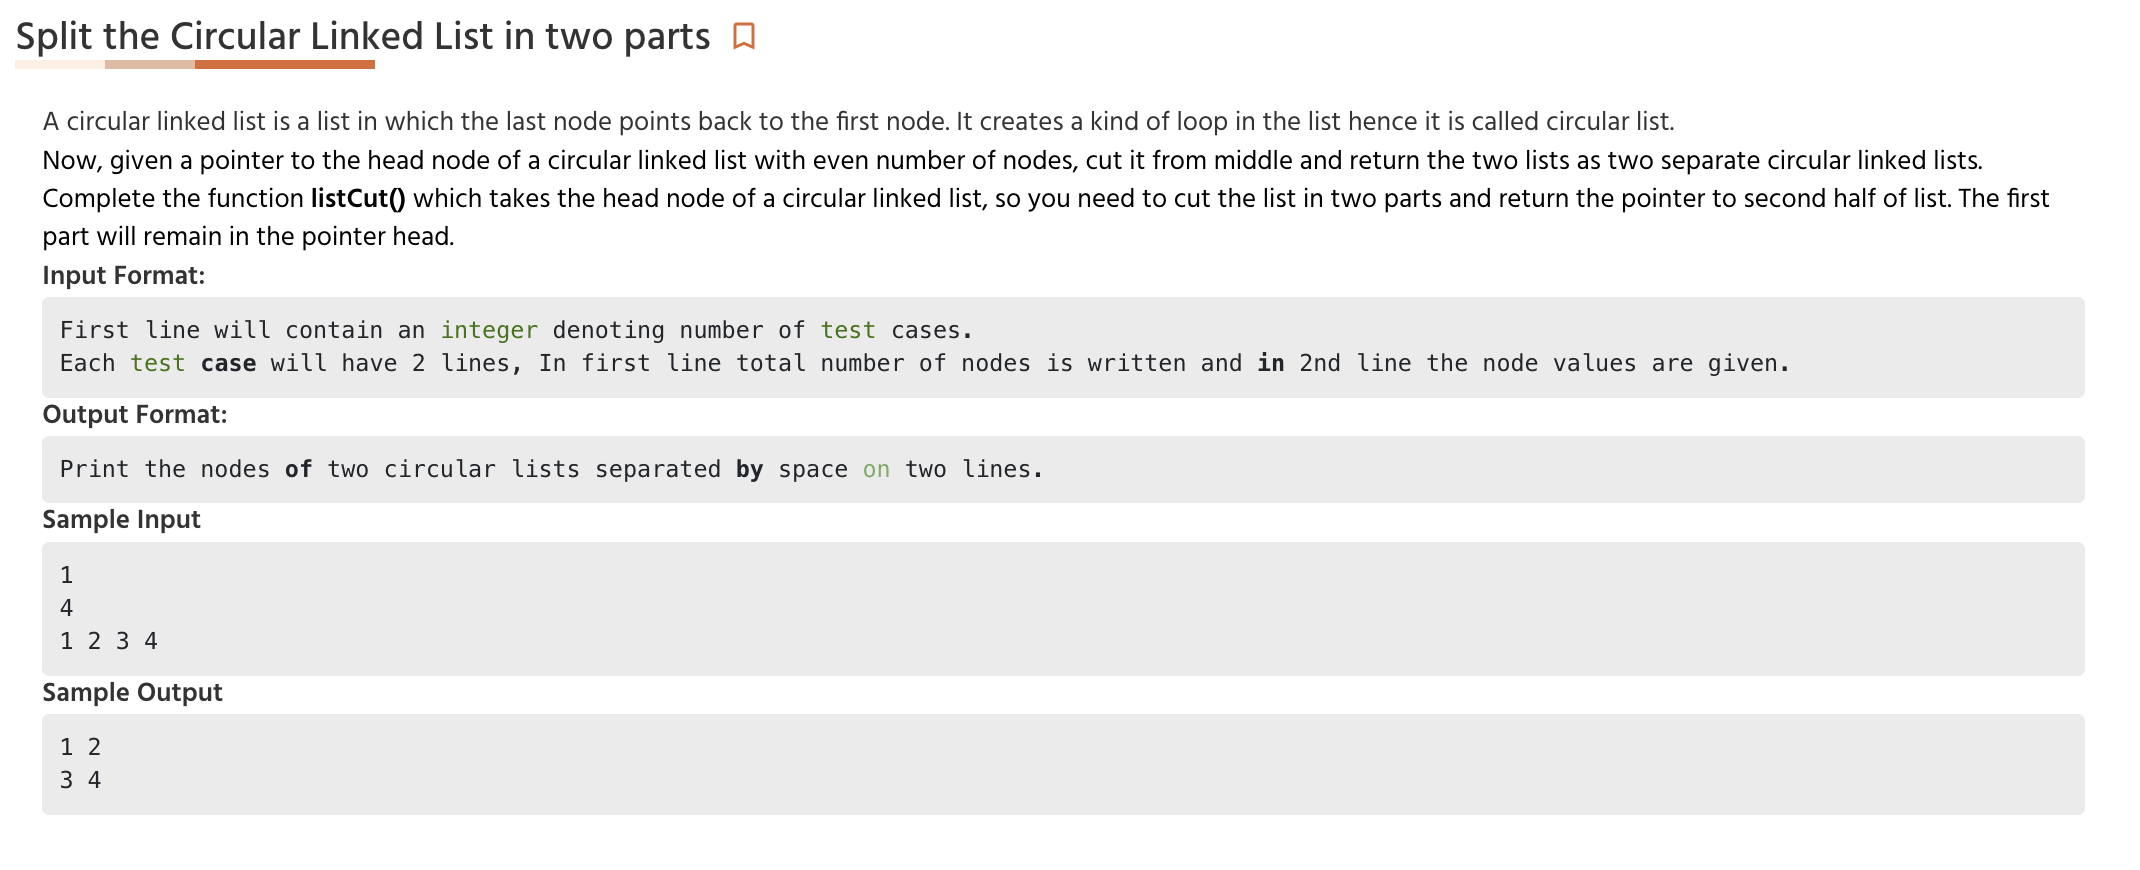 Split the Circular Linked List in two parts
A circular linked list is a list in which the last node points back to the first node. It creates a kind of loop in the list hence it is called circular list.
Now, given a pointer to the head node of a circular linked list with even number of nodes, cut it from middle and return the two lists as two separate circular linked lists.
Complete the function listCut() which takes the head node of a circular linked list, so you need to cut the list in two parts and return the pointer to second half of list. The first
part will remain in the pointer head.
Input Format:
First line will contain an integer denoting number of test cases.
Each test case will have 2 lines, In first line total number of nodes is written and in 2nd line the node values are given.
Output Format:
Print the nodes of two circular lists separated by space on two lines.
Sample Input
1
4
1 2 3 4
Sample Output
1 2
3 4